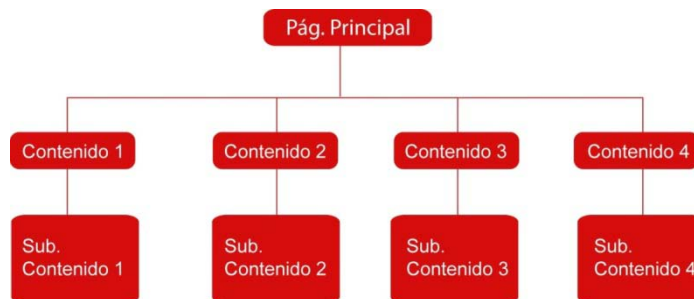 Pág. Principal
Contenido 1
Contenido 2
Contenido 3
Contenido 4
Sub.
Contenido 1
Sub.
Contenido 2
Sub.
Contenido 3
Sub.
Contenido 4